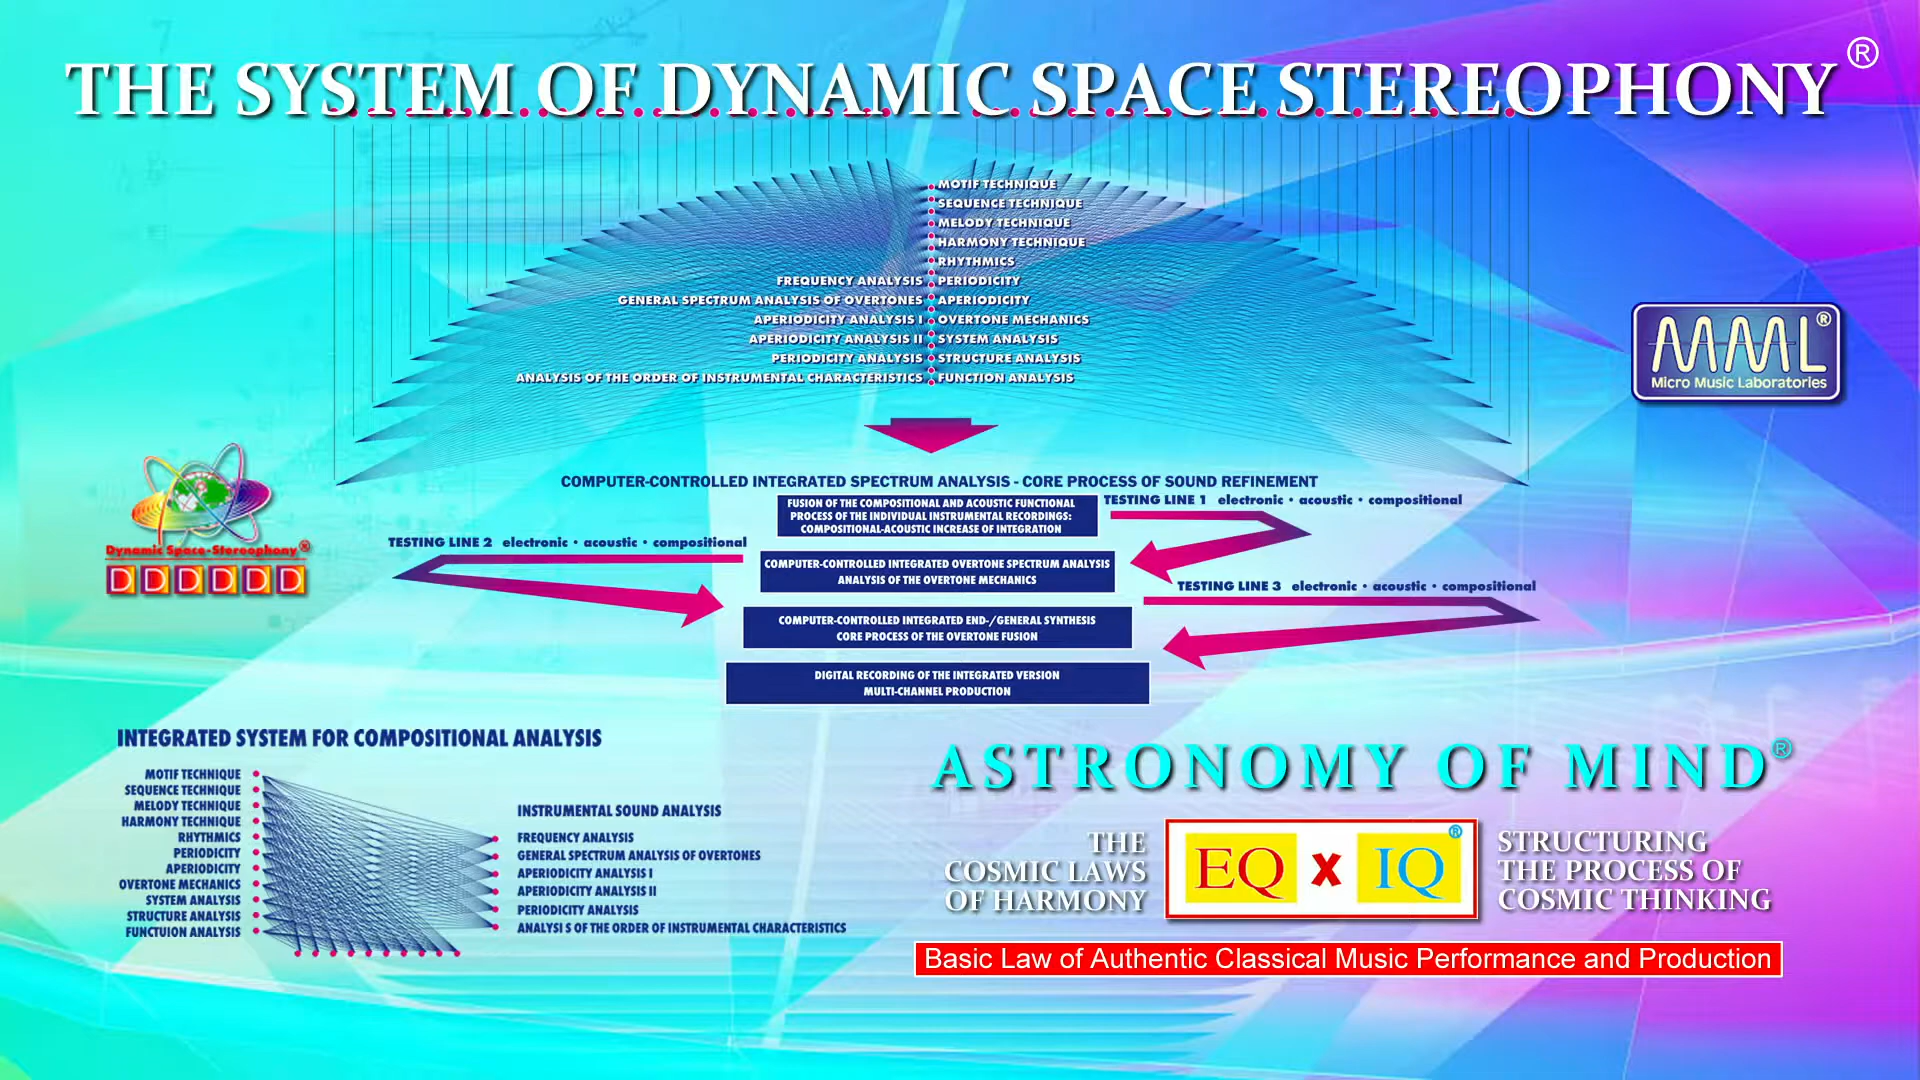 THE SYSTEM OF DYNAMIC SPACE STEREOPHONY®
MOTIF TECHNIQUE
SEQUENCE TECHNIQUE
MELODY TECHNIQUE
HARMONY TECHNIQUE
RHYTHMICS
FREQUENCY ANALYSIS PERIODICITY
GENERAL SPECTRUM ANALYSIS OF OVERTONES APERIODICITY
APERIODICITY ANALYSIS I OVERTONE MECHANICS
APERIODICITY ANALYSIS II SYSTEM ANALYSIS
PERIODICITY ANALYSIS STRUCTURE ANALYSIS
ANALYSIS OF THE ORDER OF INSTRUMENTAL CHARACTERISTICS FUNCTION ANALYSIS
MML®
Micro Music Laboratories
COMPUTER-CONTROLLED INTEGRATED SPECTRUM ANALYSIS - CORE PROCESS OF SOUND REFINEMENT
FUSION OF THE COMPOSITIONAL AND ACOUSTIC FUNCTIONAL
PROCESS OF THE INDIVIDUAL INSTRUMENTAL RECORDINGS:
COMPOSITIONAL-ACOUSTIC INCREASE OF INTEGRATION
TESTING LINE 1 electronic • acoustic • compositional
TESTING LINE 2 electronic • acoustic • compositional
COMPUTER-CONTROLLED INTEGRATED OVERTONE SPECTRUM ANALYSIS
ANALYSIS OF THE OVERTONE MECHANICS
TESTING LINE 3 electronic • acoustic • compositional
COMPUTER-CONTROLLED INTEGRATED END-/GENERAL SYNTHESIS
CORE PROCESS OF THE OVERTONE FUSION
DIGITAL RECORDING OF THE INTEGRATED VERSION
MULTI-CHANNEL PRODUCTION
Dynamic Space-Stereophony®
DDDDDD
INTEGRATED SYSTEM FOR COMPOSITIONAL ANALYSIS
MOTIF TECHNIQUE
SEQUENCE TECHNIQUE
MELODY TECHNIQUE
HARMONY TECHNIQUE
RHYTHMICS
PERIODICITY
APERIODICITY
OVERTONE MECHANICS
SYSTEM ANALYSIS
STRUCTURE ANALYSIS
FUNCTUION ANALYSIS
INSTRUMENTAL SOUND ANALYSIS
FREQUENCY ANALYSIS
GENERAL SPECTRUM ANALYSIS OF OVERTONES
APERIODICITY ANALYSIS I
APERIODICITY ANALYSIS II
PERIODICITY ANALYSIS
ANALYSI S OF THE ORDER OF INSTRUMENTAL CHARACTERISTICS
ASTRONOMY OF MIND®
THE
COSMIC LAWS
OF HARMONY
EQ x IQ®
STRUCTURING
THE PROCESS OF
COSMIC THINKING
Basic Law of Authentic Classical Music Performance and Production